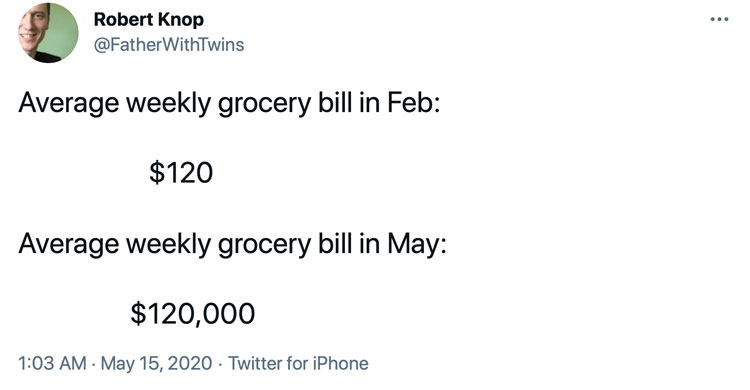 Robert Knop
@FatherWithTwins
Average weekly grocery bill in Feb:
$120
Average weekly grocery bill in May:
$120,000
1:03 AM · May 15, 2020 · Twitter for iPhone